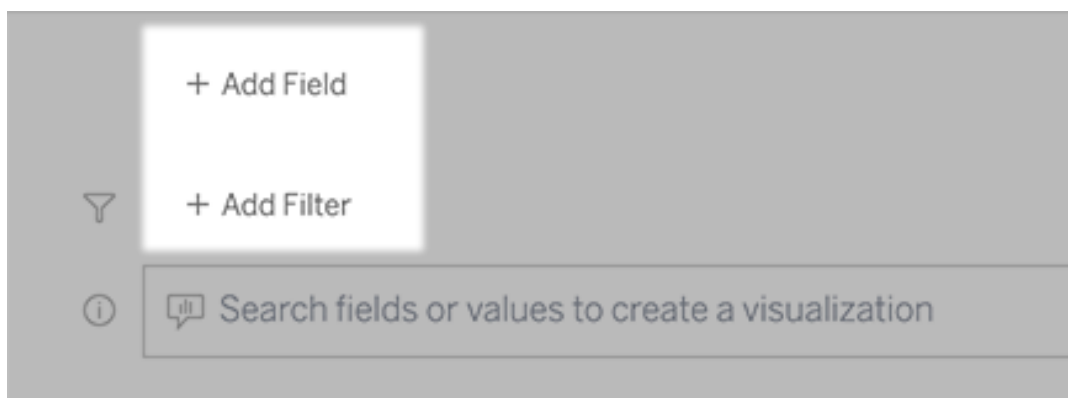 + Add Field
+ Add Filter
Search fields or values to create a visualization